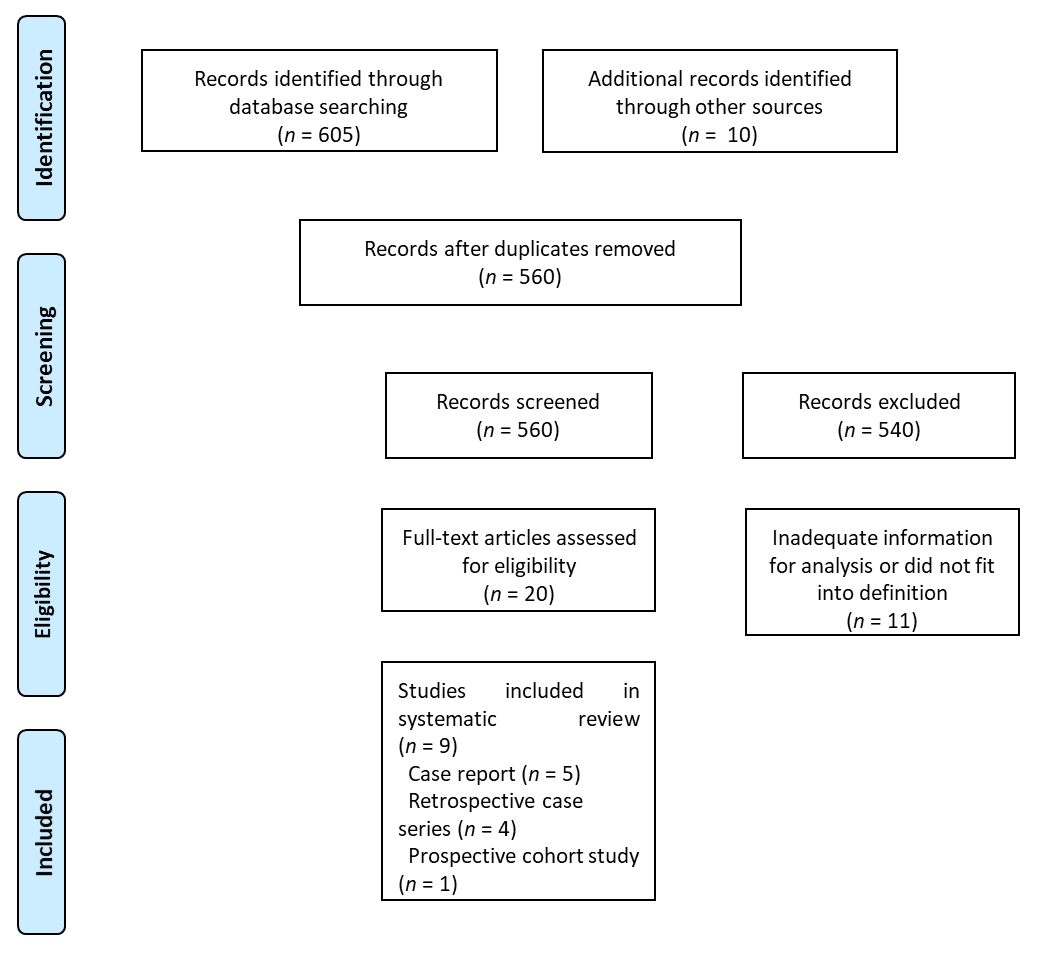 Identification
Records identified through
database searching
(n = 605)
Additional records identified
through other sources
(n = 10)
Screening
Records after duplicates removed
(n = 560)
Records screened
(n = 560)
Records excluded
(n = 540)
Eligibility
Full-text articles assessed
for eligibility
(n = 20)
Inadequate information
for analysis or did not fit
into definition
(n = 11)
Included
Studies included in
systematic review
(n = 9)
Case report (n = 5)
Retrospective case
series (n = 4)
Prospective cohort study
(n = 1)